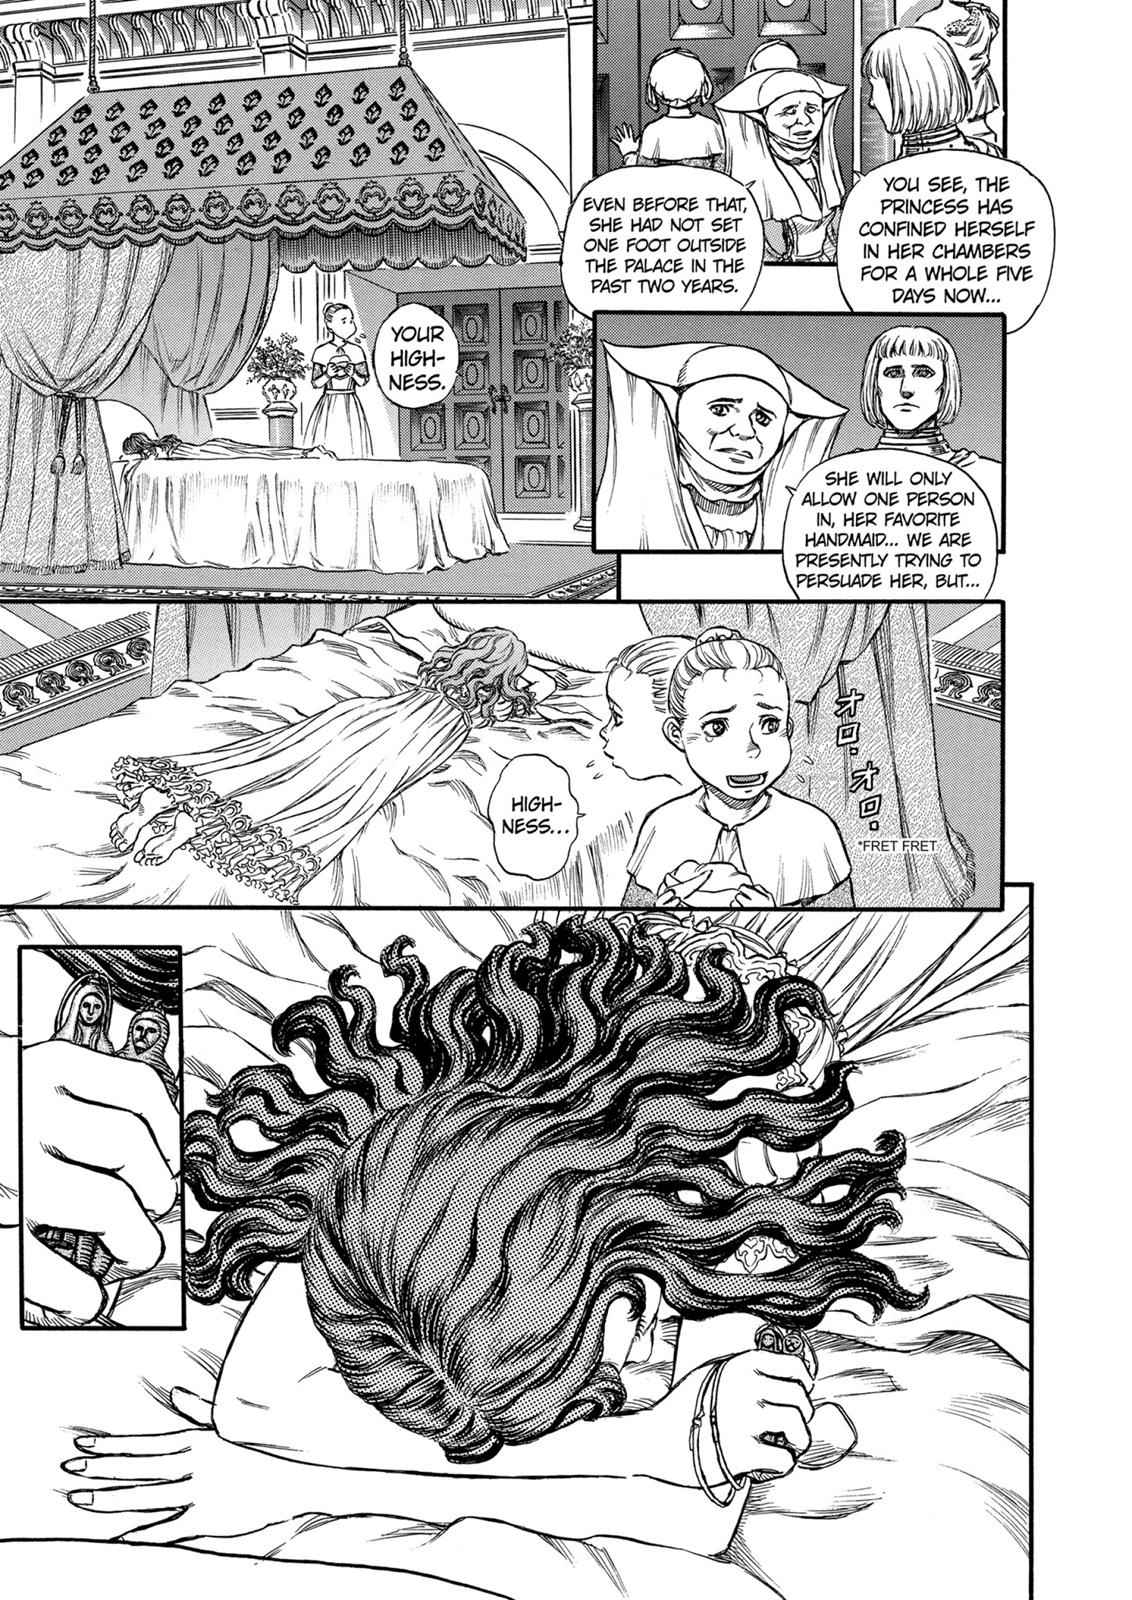 YOU SEE, THE
PRINCESS HAS
CONFINED HERSELF
IN HER CHAMBERS
FOR A WHOLE FIVE
DAYS NOW...
EVEN BEFORE THAT,
SHE HAD NOT SET
ONE FOOT OUTSIDE
THE PALACE IN THE
PAST TWO YEARS.
SHE WILL ONLY
ALLOW ONE PERSON
IN, HER FAVORITE
HANDMAID... WE ARE
PRESENTLY TRYING TO
PERSUADE HER, BUT...
YOUR
HIGH-
NESS.
オロ・オロ・
*FRET FRET
HIGH-
NESS...